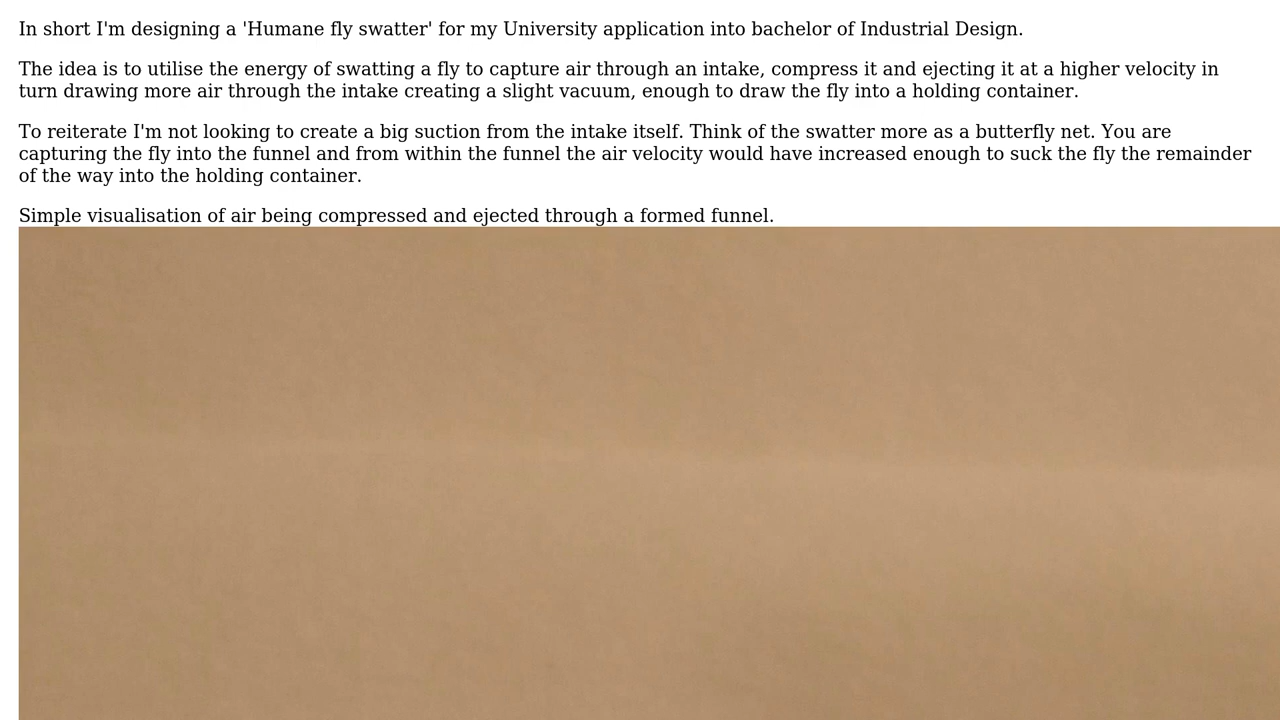 In short I'm designing a 'Humane fly swatter' for my University application into bachelor of Industrial Design.
The idea is to utilise the energy of swatting a fly to capture air through an intake, compress it and ejecting it at a higher velocity in
turn drawing more air through the intake creating a slight vacuum, enough to draw the fly into a holding container.
To reiterate I'm not looking to create a big suction from the intake itself. Think of the swatter more as a butterfly net. You are
capturing the fly into the funnel and from within the funnel the air velocity would have increased enough to suck the fly the remainder
of the way into the holding container.
Simple visualisation of air being compressed and ejected through a formed funnel.